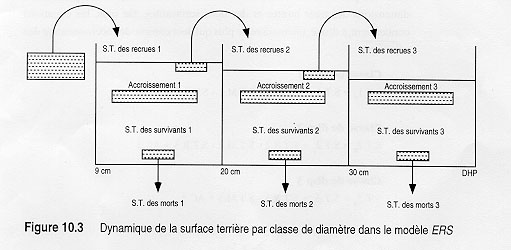 S.T. des recrues 1 S.T. des recrues 2 S.T. des recrues 3
Accroissement 1 Accroissement 2 Accroissement 3
S.T. des survivants 1 S.T. des survivants 2 S.T. des survivants 3
9 cm 20 cm 30 cm DHP
S.T. des morts 1 S.T. des morts 2 S.T. des morts 3
Figure 10.3 Dynamique de la surface terrière par classe de diamètre dans le modèle ERS